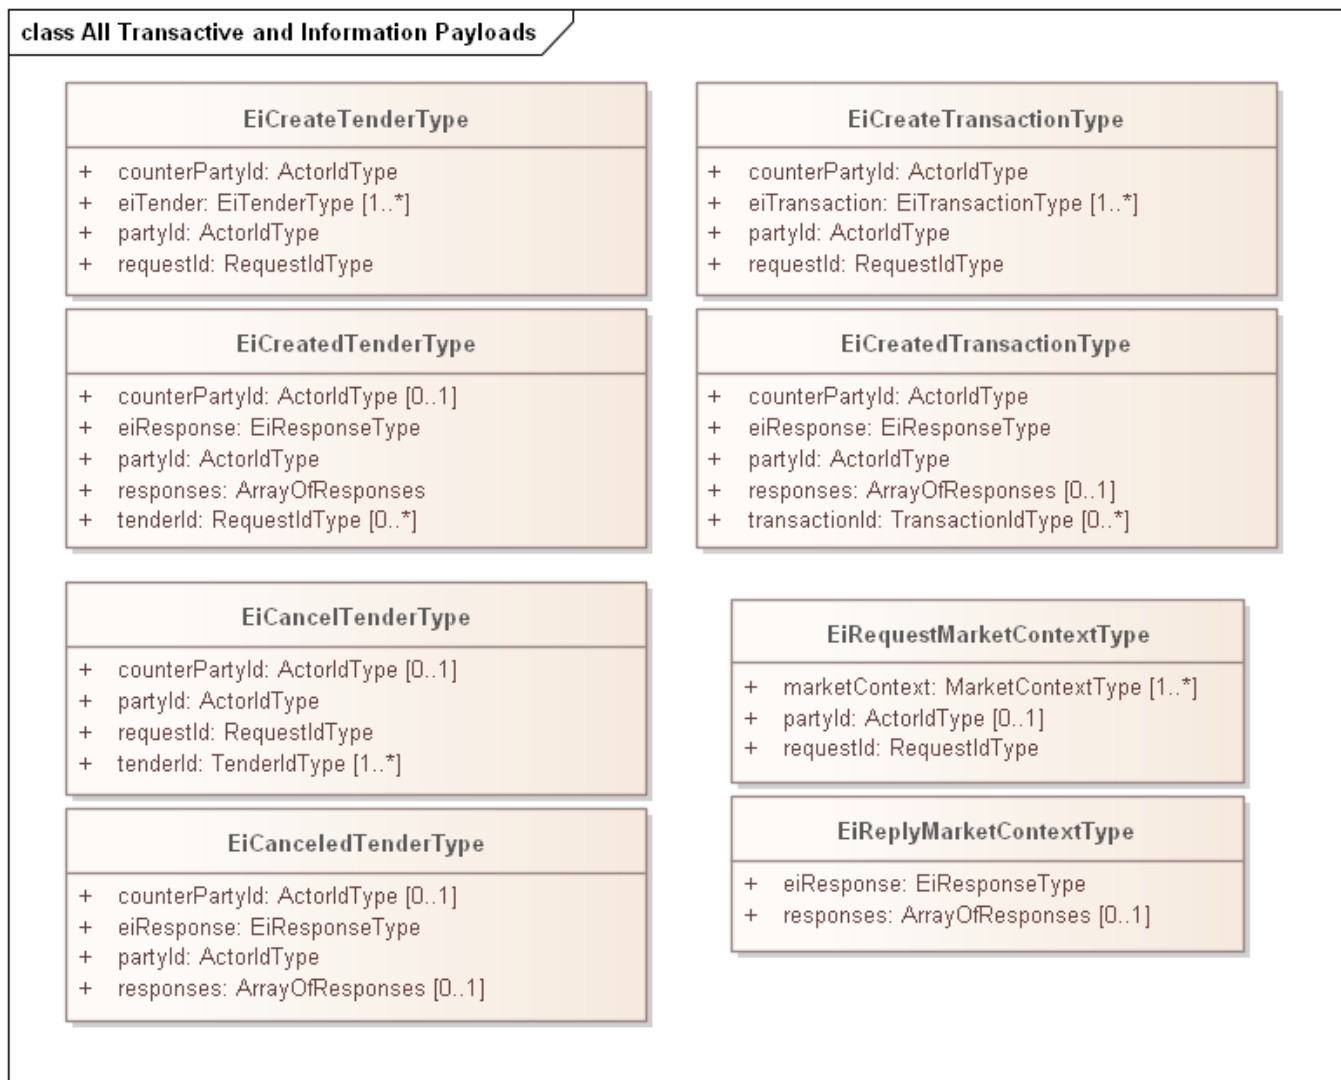 class All Transactive and Information Payloads
EiCreateTenderType
+ counterPartyId: ActorIdType
+ eiTender: EiTenderType [1..*]
+ partyId: ActorIdType
+ requestId: RequestIdType
EiCreatedTenderType
+ counterPartyId: ActorIdType [0..1]
+ eiResponse: EiResponseType
+ partyId: ActorIdType
+ responses: ArrayOfResponses
+ tenderId: RequestIdType [0..*]
EiCancelTenderType
+ counterPartyId: ActorIdType [0..1]
+ partyId: ActorIdType
+ requestId: RequestIdType
+ tenderId: TenderIdType [1..*]
EiCanceledTenderType
+ counterPartyId: ActorIdType [0..1]
+ eiResponse: EiResponseType
+ partyId: ActorIdType
+ responses: ArrayOfResponses [0..1]
EiCreateTransactionType
+ counterPartyId: ActorIdType
+ eiTransaction: EiTransactionType [1..*]
+ partyId: ActorIdType
+ requestId: RequestIdType
EiCreatedTransactionType
+ counterPartyId: ActorIdType
+ eiResponse: EiResponseType
+ partyId: ActorIdType
+ responses: ArrayOfResponses [0..1]
+ transactionId: TransactionIdType [0..*]
EiRequestMarketContextType
+ marketContext: MarketContextType [1..*]
+ partyId: ActorIdType [0..1]
+ requestId: RequestIdType
EiReplyMarketContextType
+ eiResponse: EiResponseType
+ responses: ArrayOfResponses [0..1]